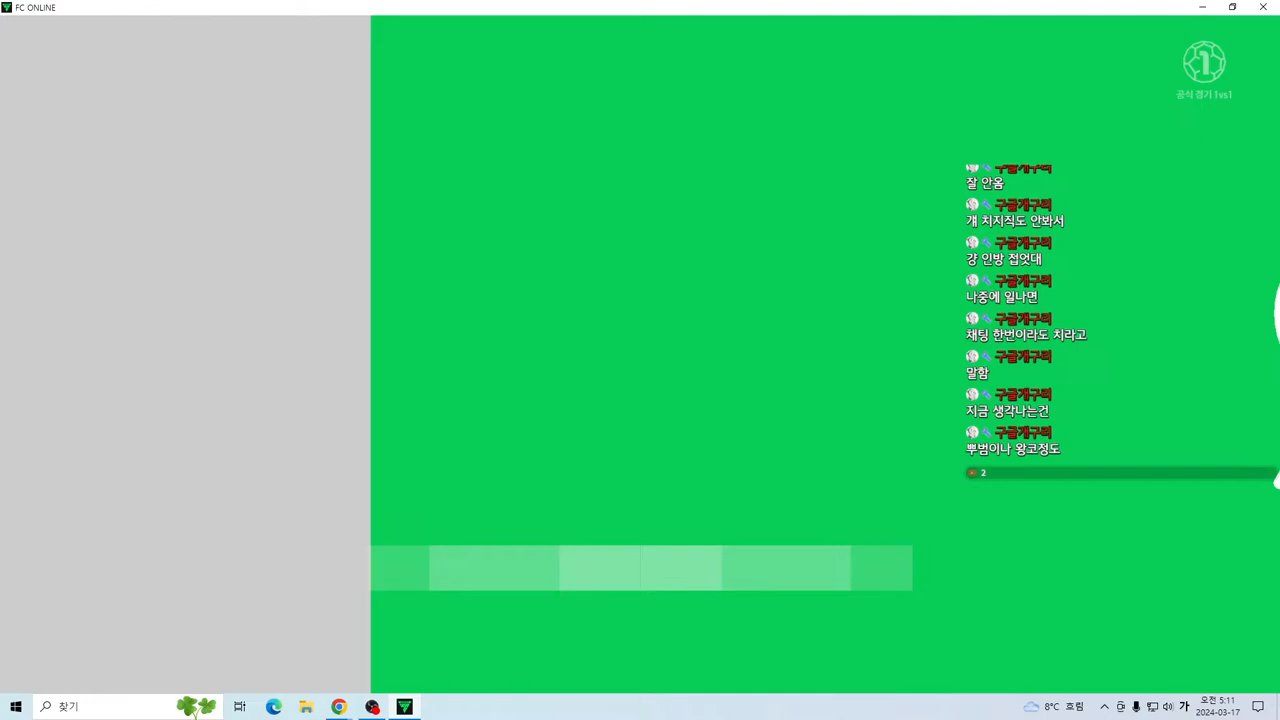 FC ONLINE
1
공식 경기 1vs1
구글개구리
잘 안옴
구글개구리
걔 치지직도 안봐서
구글개구리
걍 인방 접엇대
구글개구리
나중에 일나면
구글개구리
채팅 한번이라도 치라고
구글개구리
말함
구글개구리
지금 생각나는건
구글개구리
뿌범이나 왕코정도
2
찾기
8°C 흐림
가
오전 5:11
2024-03-17